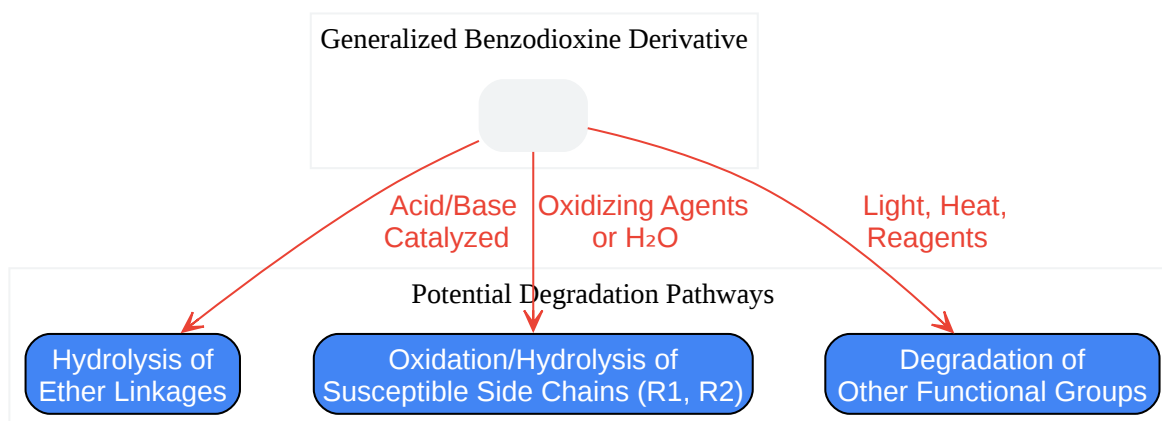 Generalized Benzodioxine Derivative
Acid/Base
Catalyzed
Oxidizing Agents
or H₂O
Light, Heat,
Reagents
Potential Degradation Pathways
Hydrolysis of
Ether Linkages
Oxidation/Hydrolysis of
Susceptible Side Chains (R1, R2)
Degradation of
Other Functional Groups